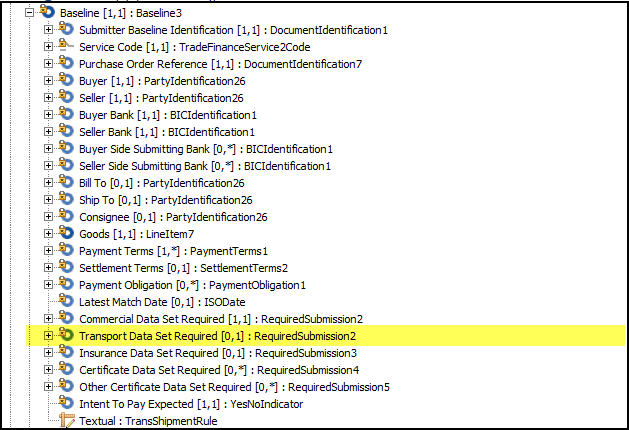 Baseline [1,1] : Baseline3
Submitter Baseline Identification [1,1] : DocumentIdentification1
Service Code [1,1] : TradeFinanceService2Code
Purchase Order Reference [1,1] : DocumentIdentification7
Buyer [1,1] : PartyIdentification26
Seller [1,1] : PartyIdentification26
Buyer Bank [1,1] : BICIdentification1
Seller Bank [1,1] : BICIdentification1
Buyer Side Submitting Bank [0,*] : BICIdentification1
Seller Side Submitting Bank [0,*] : BICIdentification1
Bill To [0,1] : PartyIdentification26
Ship To [0,1] : PartyIdentification26
Consignee [0,1] : PartyIdentification26
Goods [1,1] : LineItem7
Payment Terms [1,*] : PaymentTerms1
Settlement Terms [0,1] : SettlementTerms2
Payment Obligation [0,*] : PaymentObligation1
Latest Match Date [0,1] : ISODate
Commercial Data Set Required [1,1] : RequiredSubmission2
Transport Data Set Required [0,1] : RequiredSubmission2
Insurance Data Set Required [0,1] : RequiredSubmission3
Certificate Data Set Required [0,*] : RequiredSubmission4
Other Certificate Data Set Required [0,*] : RequiredSubmission5
Intent To Pay Expected [1,1] : YesNoIndicator
Textual : TransShipmentRule